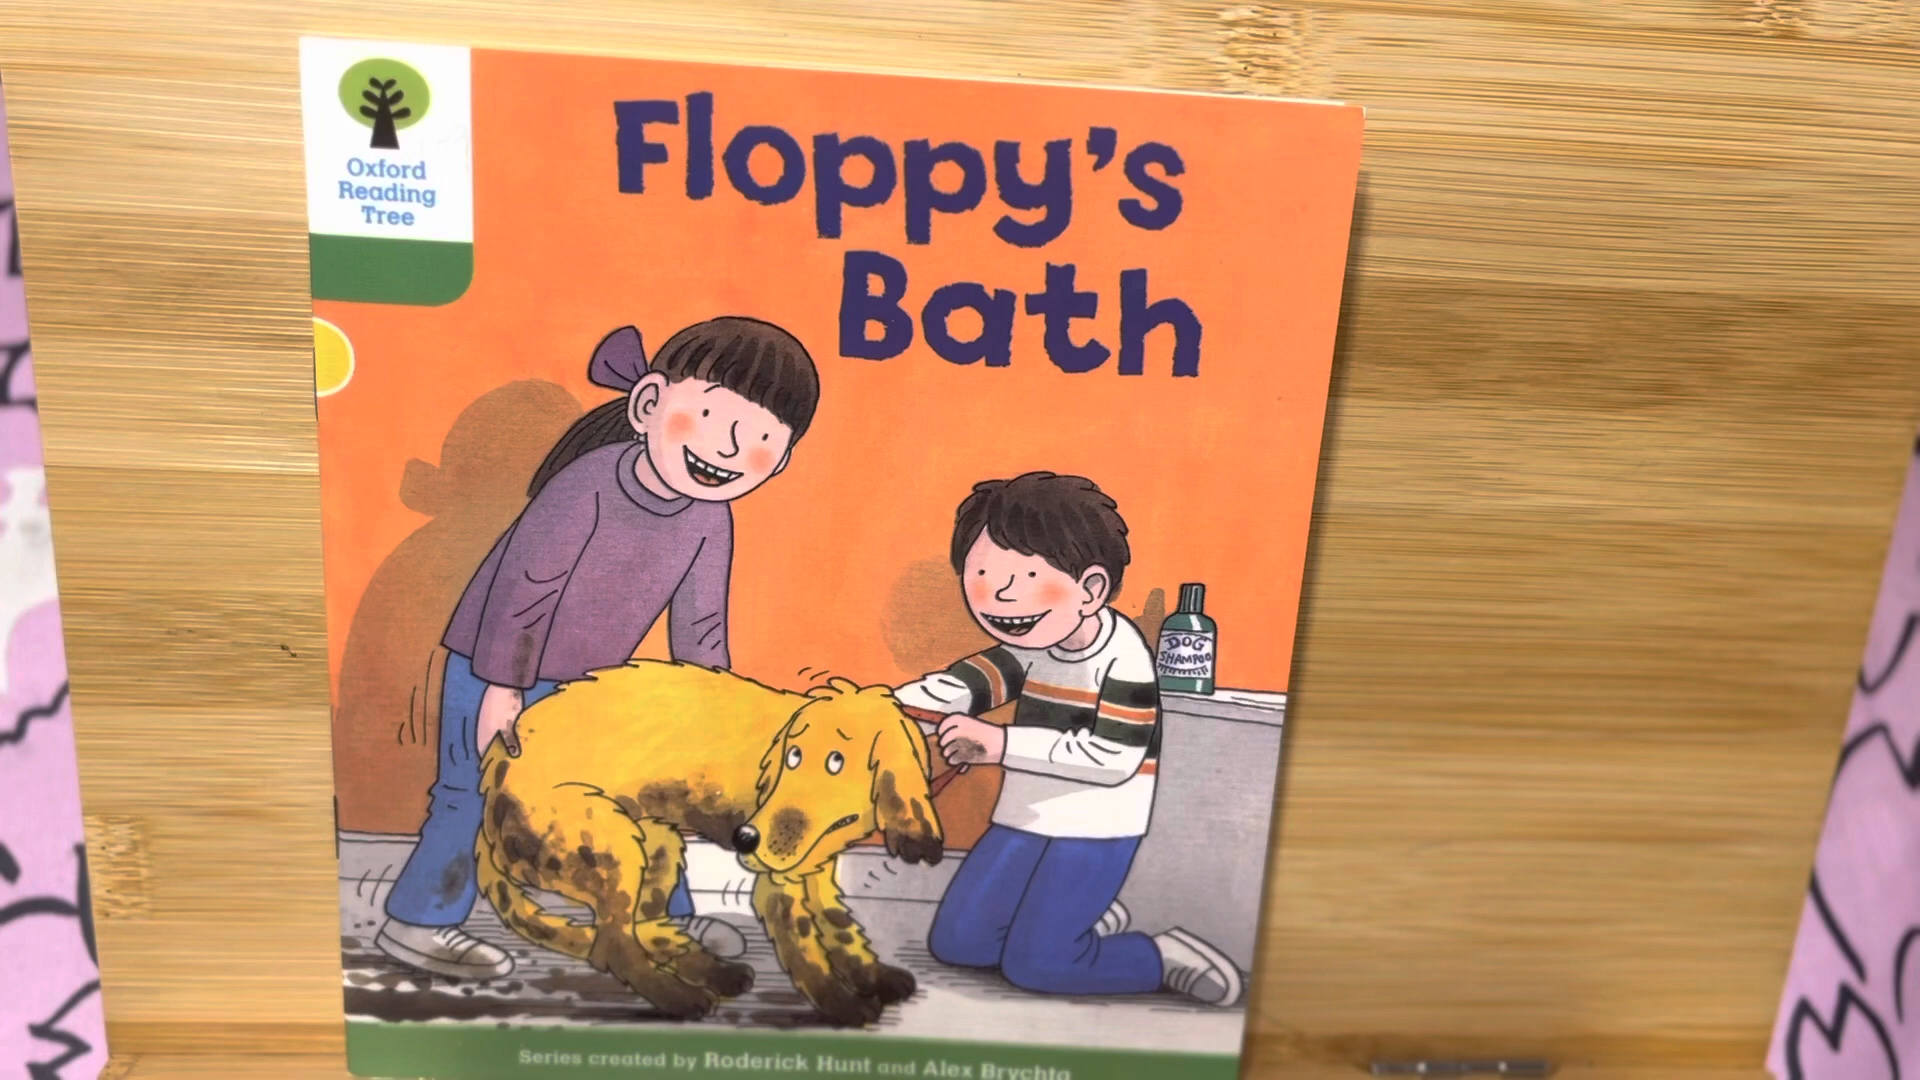 Oxford
Reading
Tree
Floppy's
Bath
DOG
SHAMPOO
Series created by Roderick Hunt and Alex Brychta